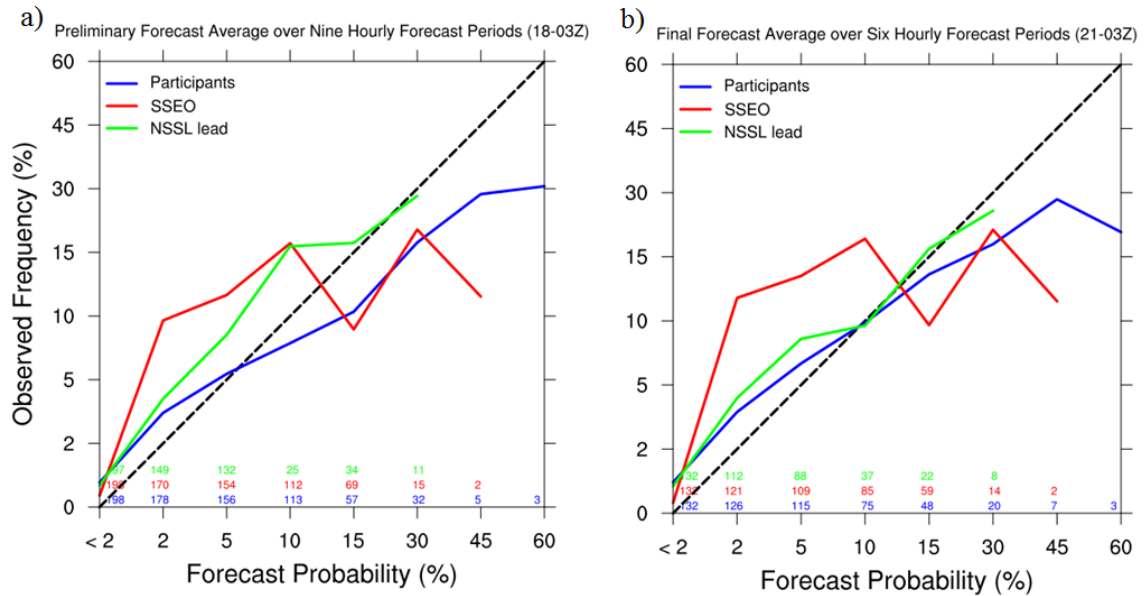 a)
Preliminary Forecast Average over Nine Hourly Forecast Periods (18-03Z)
60
45
30
15
10
5
2
0
Observed Frequency (%)
Participants
SSEO
NSSL lead
149 132 25 34 11
170 154 112 69 15 2
198 178 156 113 57 32 5 3
< 2 2 5 10 15 30 45 60
Forecast Probability (%)
b)
Final Forecast Average over Six Hourly Forecast Periods (21-03Z)
60
45
30
15
10
5
2
0
Participants
SSEO
NSSL lead
132 112 88 37 22 8
132 121 109 85 59 14 2
132 126 115 75 48 20 7 3
< 2 2 5 10 15 30 45 60
Forecast Probability (%)